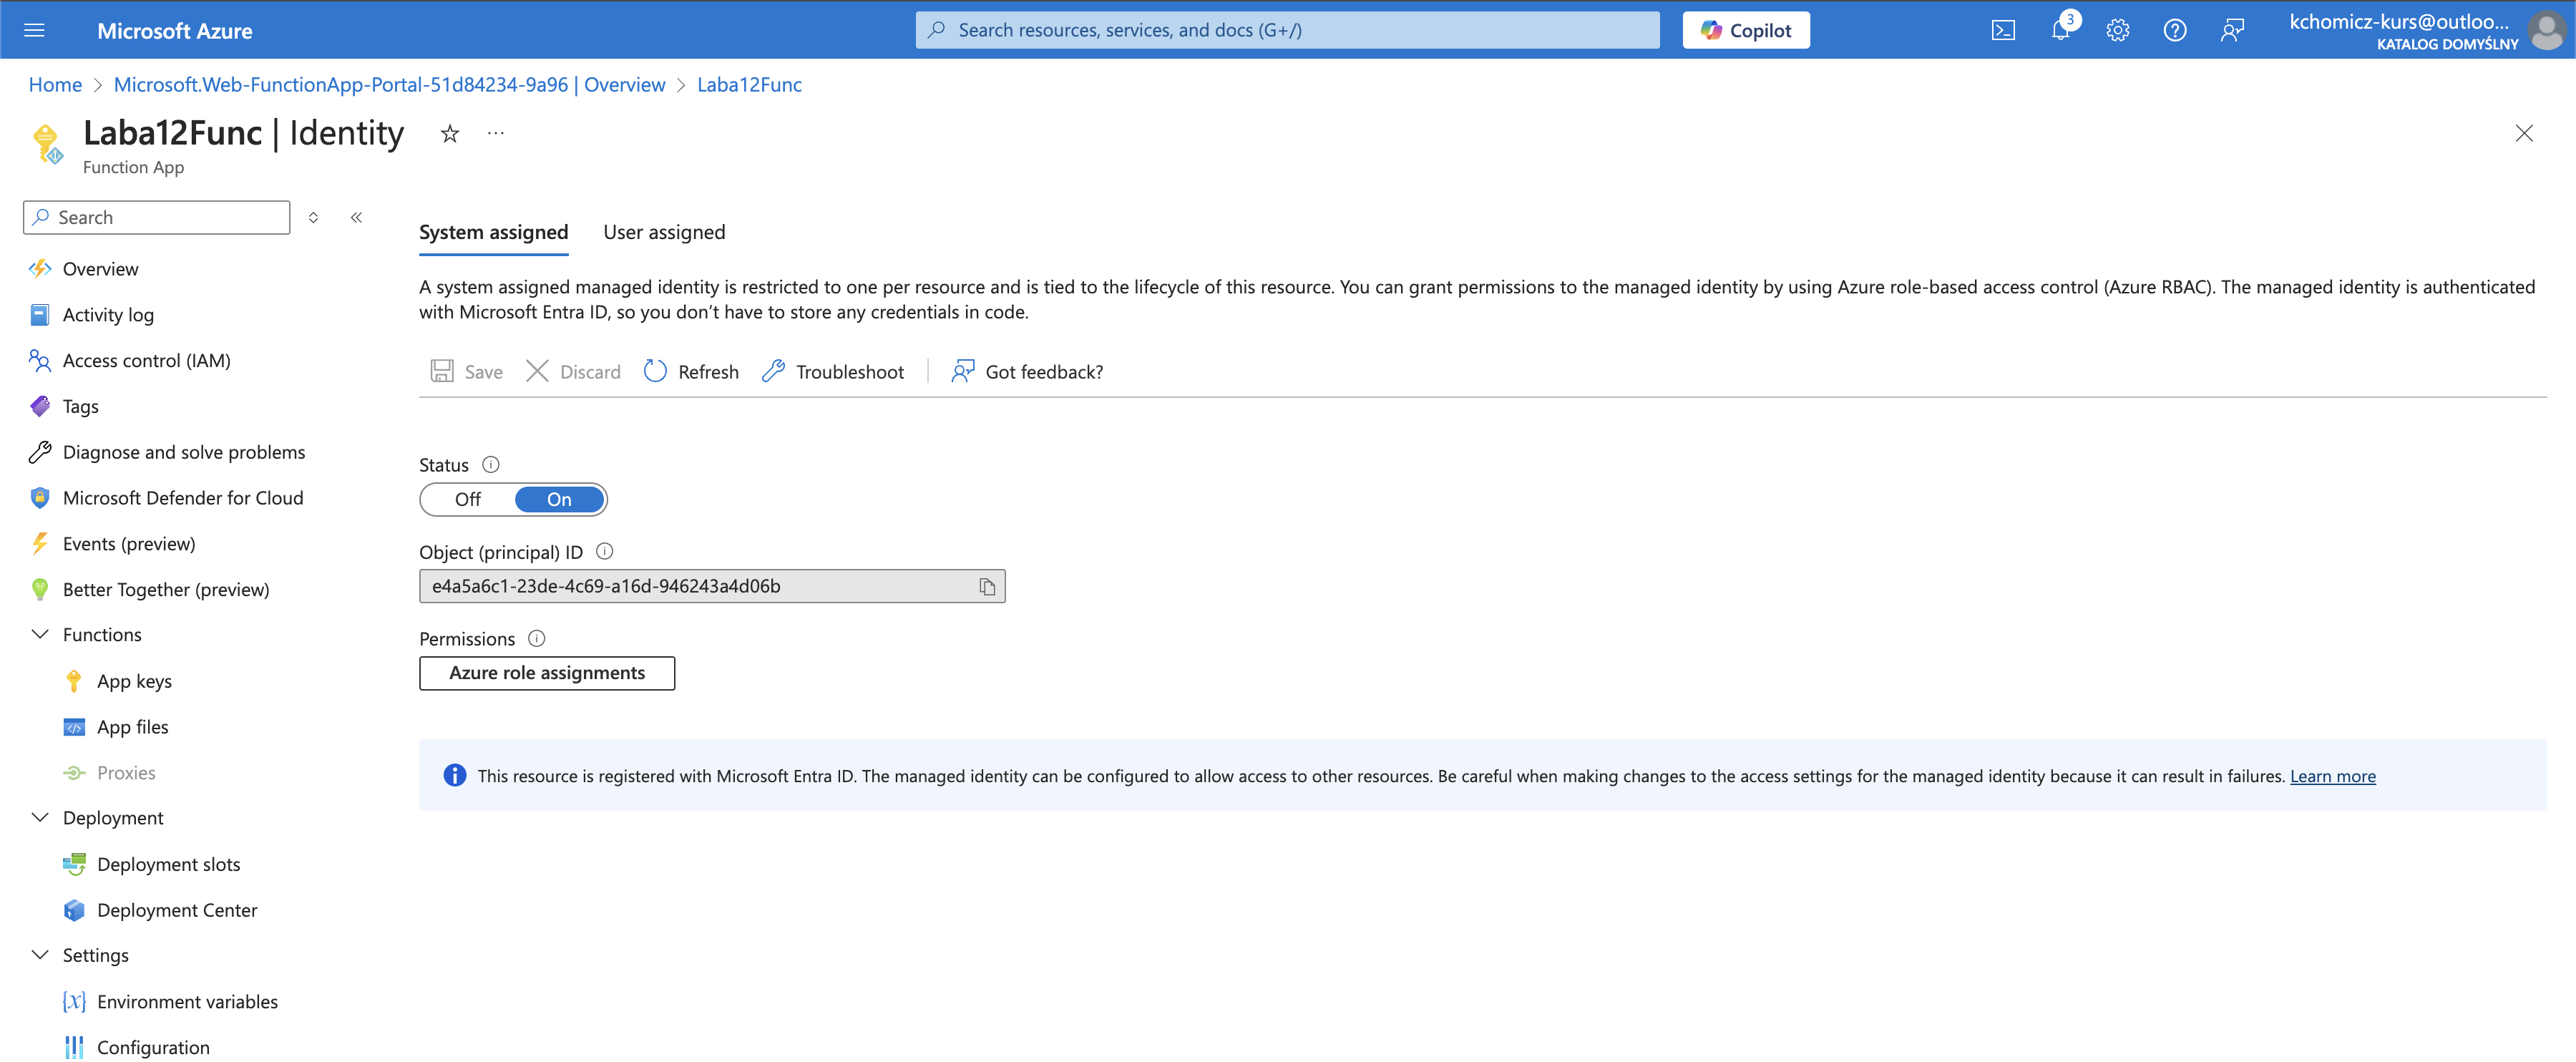 Microsoft Azure
Search resources, services, and docs (G+/)
Copilot
3
kchomicz-kurs@outloo...
KATALOG DOMYŚLNY
Home > Microsoft.Web-FunctionApp-Portal-51d84234-9a96 | Overview > Laba12Func
Laba12Func | Identity
Function App
Search
Overview
Activity log
Access control (IAM)
Tags
Diagnose and solve problems
Microsoft Defender for Cloud
Events (preview)
Better Together (preview)
Functions
App keys
App files
Proxies
Deployment
Deployment slots
Deployment Center
Settings
Environment variables
Configuration
System assigned User assigned
A system assigned managed identity is restricted to one per resource and is tied to the lifecycle of this resource. You can grant permissions to the managed identity by using Azure role-based access control (Azure RBAC). The managed identity is authenticated
with Microsoft Entra ID, so you don’t have to store any credentials in code.
Save Discard Refresh Troubleshoot Got feedback?
Status
Off On
Object (principal) ID
e4a5a6c1-23de-4c69-a16d-946243a4d06b
Permissions
Azure role assignments
This resource is registered with Microsoft Entra ID. The managed identity can be configured to allow access to other resources. Be careful when making changes to the access settings for the managed identity because it can result in failures. Learn more